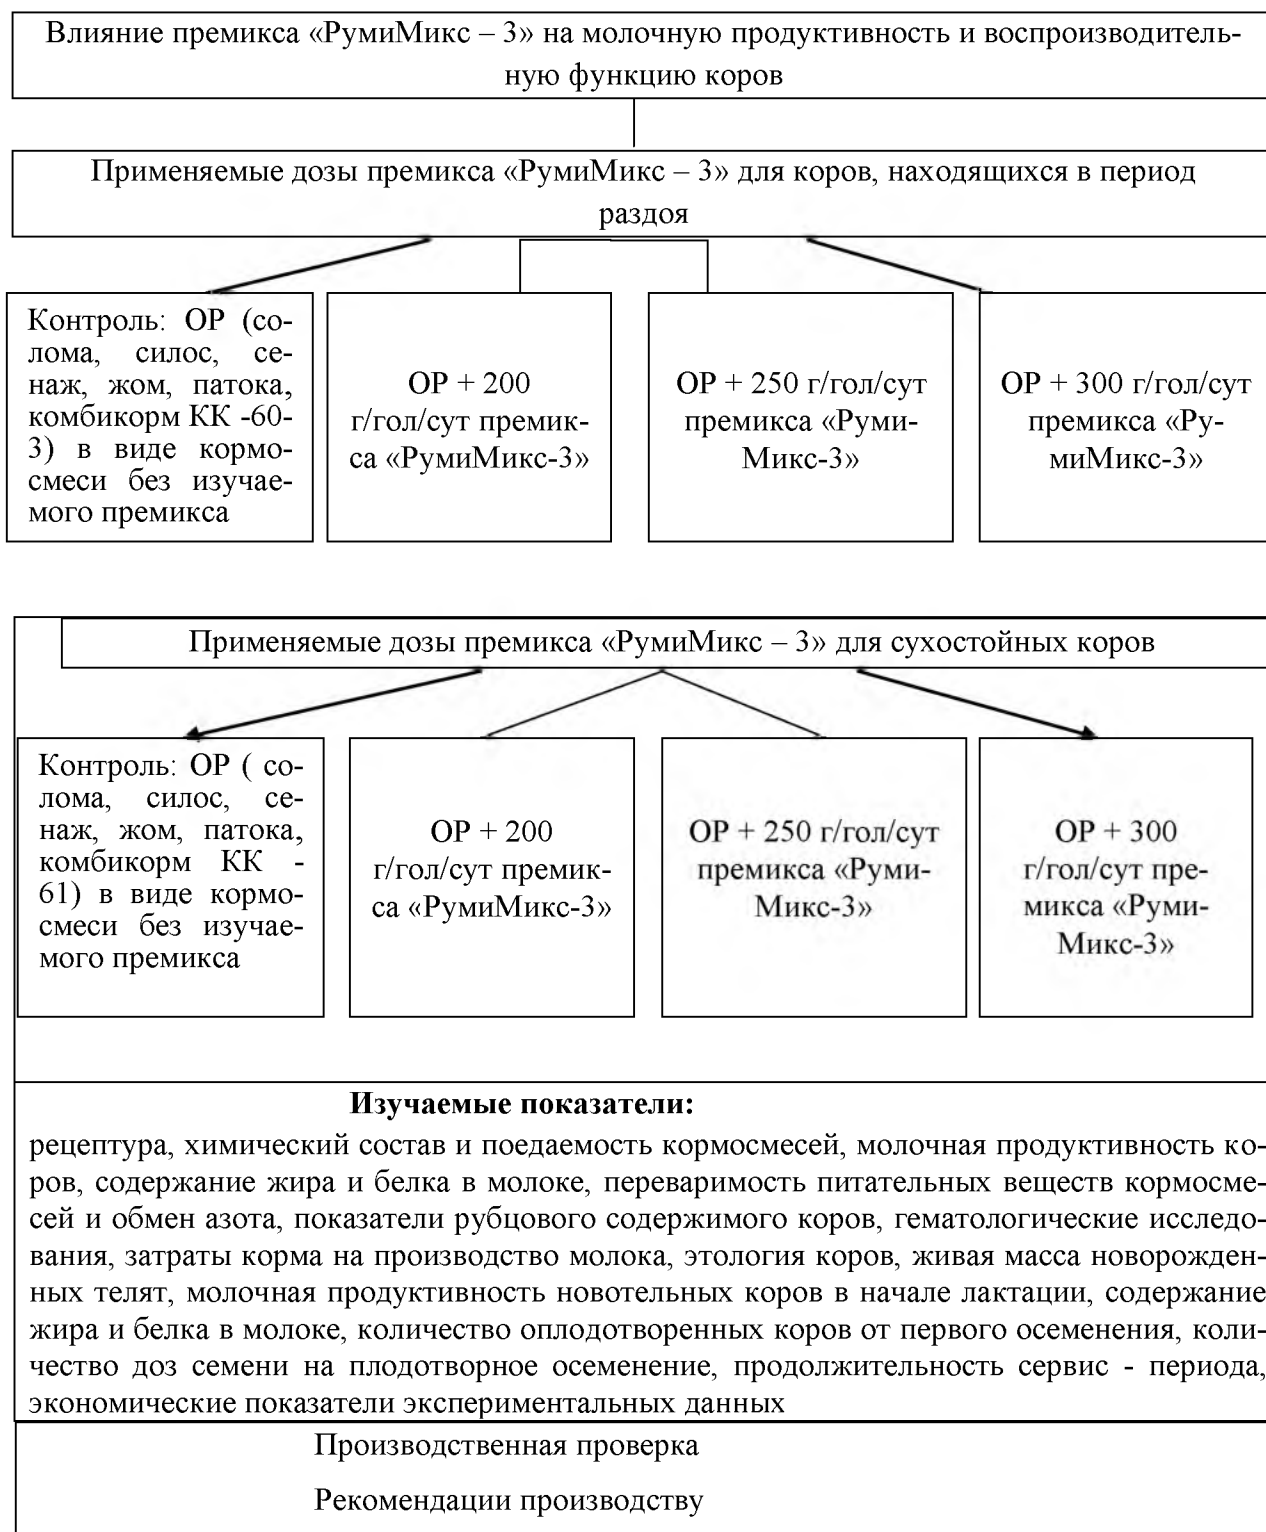 Влияние премикса «РумиМикс – 3» на молочную продуктивность и воспроизводитель-
ную функцию коров
Применяемые дозы премикса «РумиМикс – 3» для коров, находящихся в период
раздоя
Контроль: ОР (со-
лома, силос, се-
наж, жом, патока,
комбикорм КК -60-
3) в виде кормо-
смеси без изучае-
мого премикса
ОР + 200
г/гол/сут премик-
са «РумиМикс-3»
ОР + 250 г/гол/сут
премикса «Руми-
Микс-3»
ОР + 300 г/гол/сут
премикса «Ру-
миМикс-3»
Применяемые дозы премикса «РумиМикс – 3» для сухостойных коров
Контроль: ОР ( со-
лома, силос, се-
наж, жом, патока,
комбикорм КК -
61) в виде кормо-
смеси без изучае-
мого премикса
ОР + 200
г/гол/сут премик-
са «РумиМикс-3»
ОР + 250 г/гол/сут
премикса «Руми-
Микс-3»
ОР + 300
г/гол/сут пре-
микса «Руми-
Микс-3»
Изучаемые показатели:
рецептура, химический состав и поедаемость кормосмесей, молочная продуктивность ко-
ров, содержание жира и белка в молоке, переваримость питательных веществ кормосме-
сей и обмен азота, показатели рубцового содержимого коров, гематологические исследо-
вания, затраты корма на производство молока, этология коров, живая масса новорожден-
ных телят, молочная продуктивность новотельных коров в начале лактации, содержание
жира и белка в молоке, количество оплодотворенных коров от первого осеменения, коли-
чество доз семени на плодотворное осеменение, продолжительность сервис - периода,
экономические показатели экспериментальных данных
Производственная проверка
Рекомендации производству